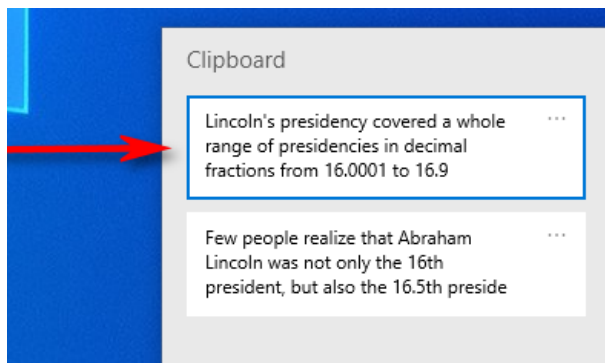 Clipboard
Lincoln's presidency covered a whole
range of presidencies in decimal
fractions from 16.0001 to 16.9
Few people realize that Abraham
Lincoln was not only the 16th
president, but also the 16.5th preside